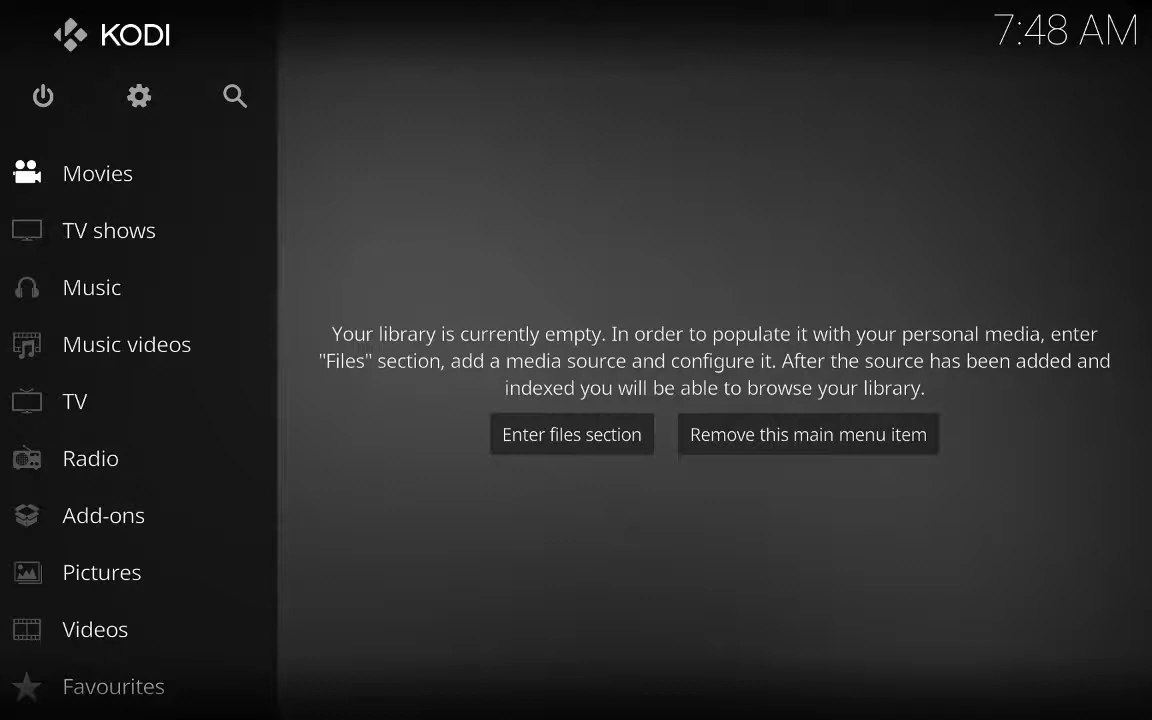 KODI
7:48 AM
Movies
TV shows
Music
Music videos
TV
Radio
Add-ons
Pictures
Videos
Favourites
Your library is currently empty. In order to populate it with your personal media, enter
"Files" section, add a media source and configure it. After the source has been added and
indexed you will be able to browse your library.
Enter files section
Remove this main menu item